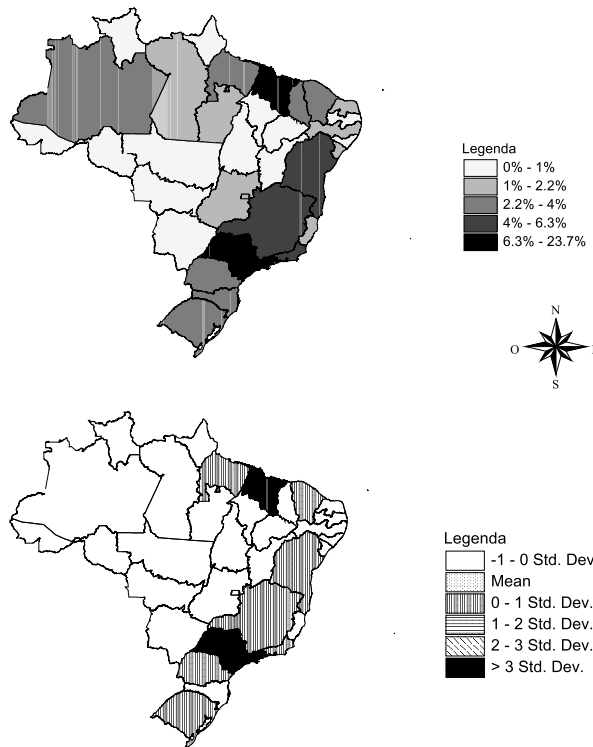 Legenda
0% - 1%
1% - 2.2%
2.2% - 4%
4% - 6.3%
6.3% - 23.7%
N
O
S
Legenda
-1 - 0 Std. Dev
Mean
0 - 1 Std. Dev.
1 - 2 Std. Dev.
2 - 3 Std. Dev.
> 3 Std. Dev.